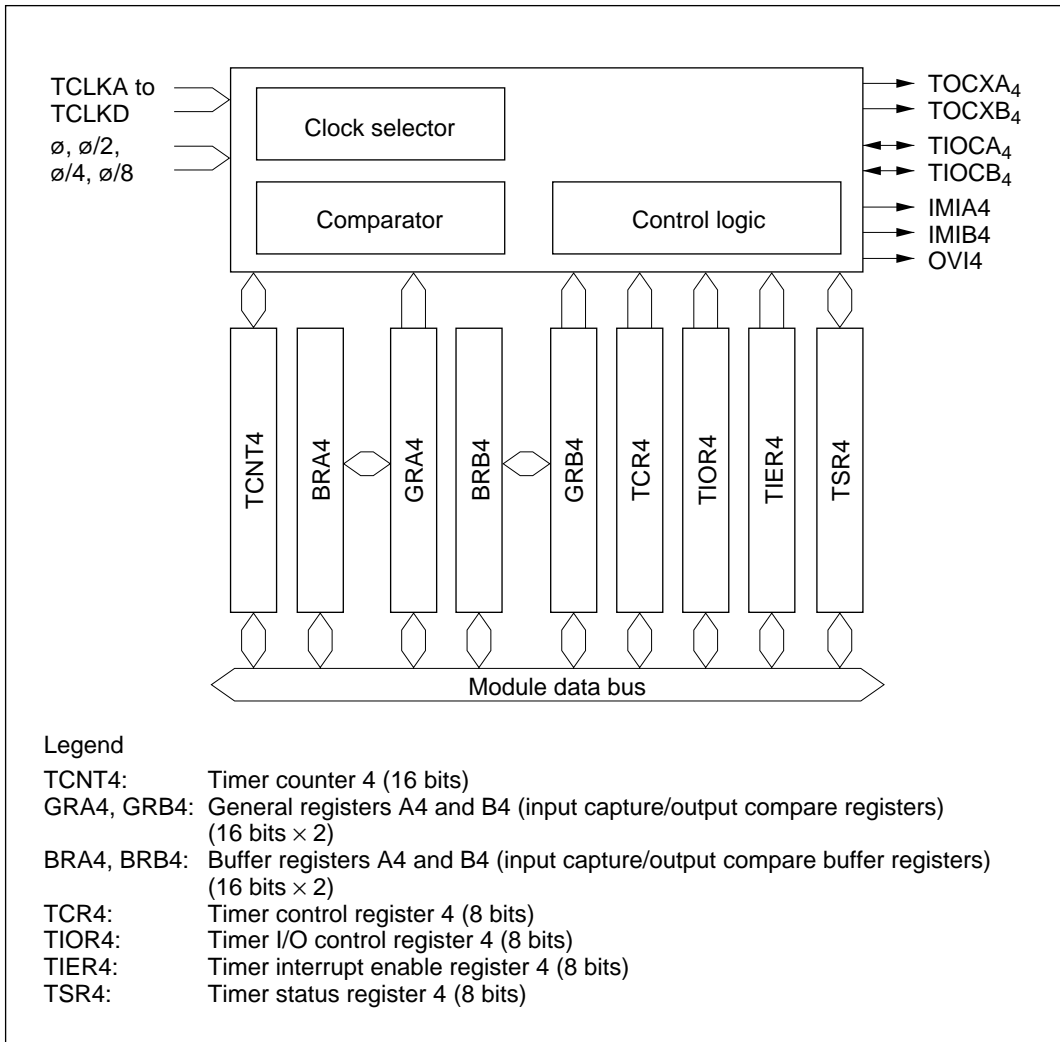 TCLKA to
TCLKD
ø, ø/2,
ø/4, ø/8
Clock selector
Comparator
Control logic
TOCXA4
TOCXB4
TIOCA4
TIOCB4
IMIA4
IMIB4
OVI4
TCNT4
BRA4
GRA4
BRB4
GRB4
TCR4
TIOR4
TIER4
TSR4
Module data bus
Legend
TCNT4: Timer counter 4 (16 bits)
GRA4, GRB4: General registers A4 and B4 (input capture/output compare registers)
(16 bits × 2)
BRA4, BRB4: Buffer registers A4 and B4 (input capture/output compare buffer registers)
(16 bits × 2)
TCR4: Timer control register 4 (8 bits)
TIOR4: Timer I/O control register 4 (8 bits)
TIER4: Timer interrupt enable register 4 (8 bits)
TSR4: Timer status register 4 (8 bits)